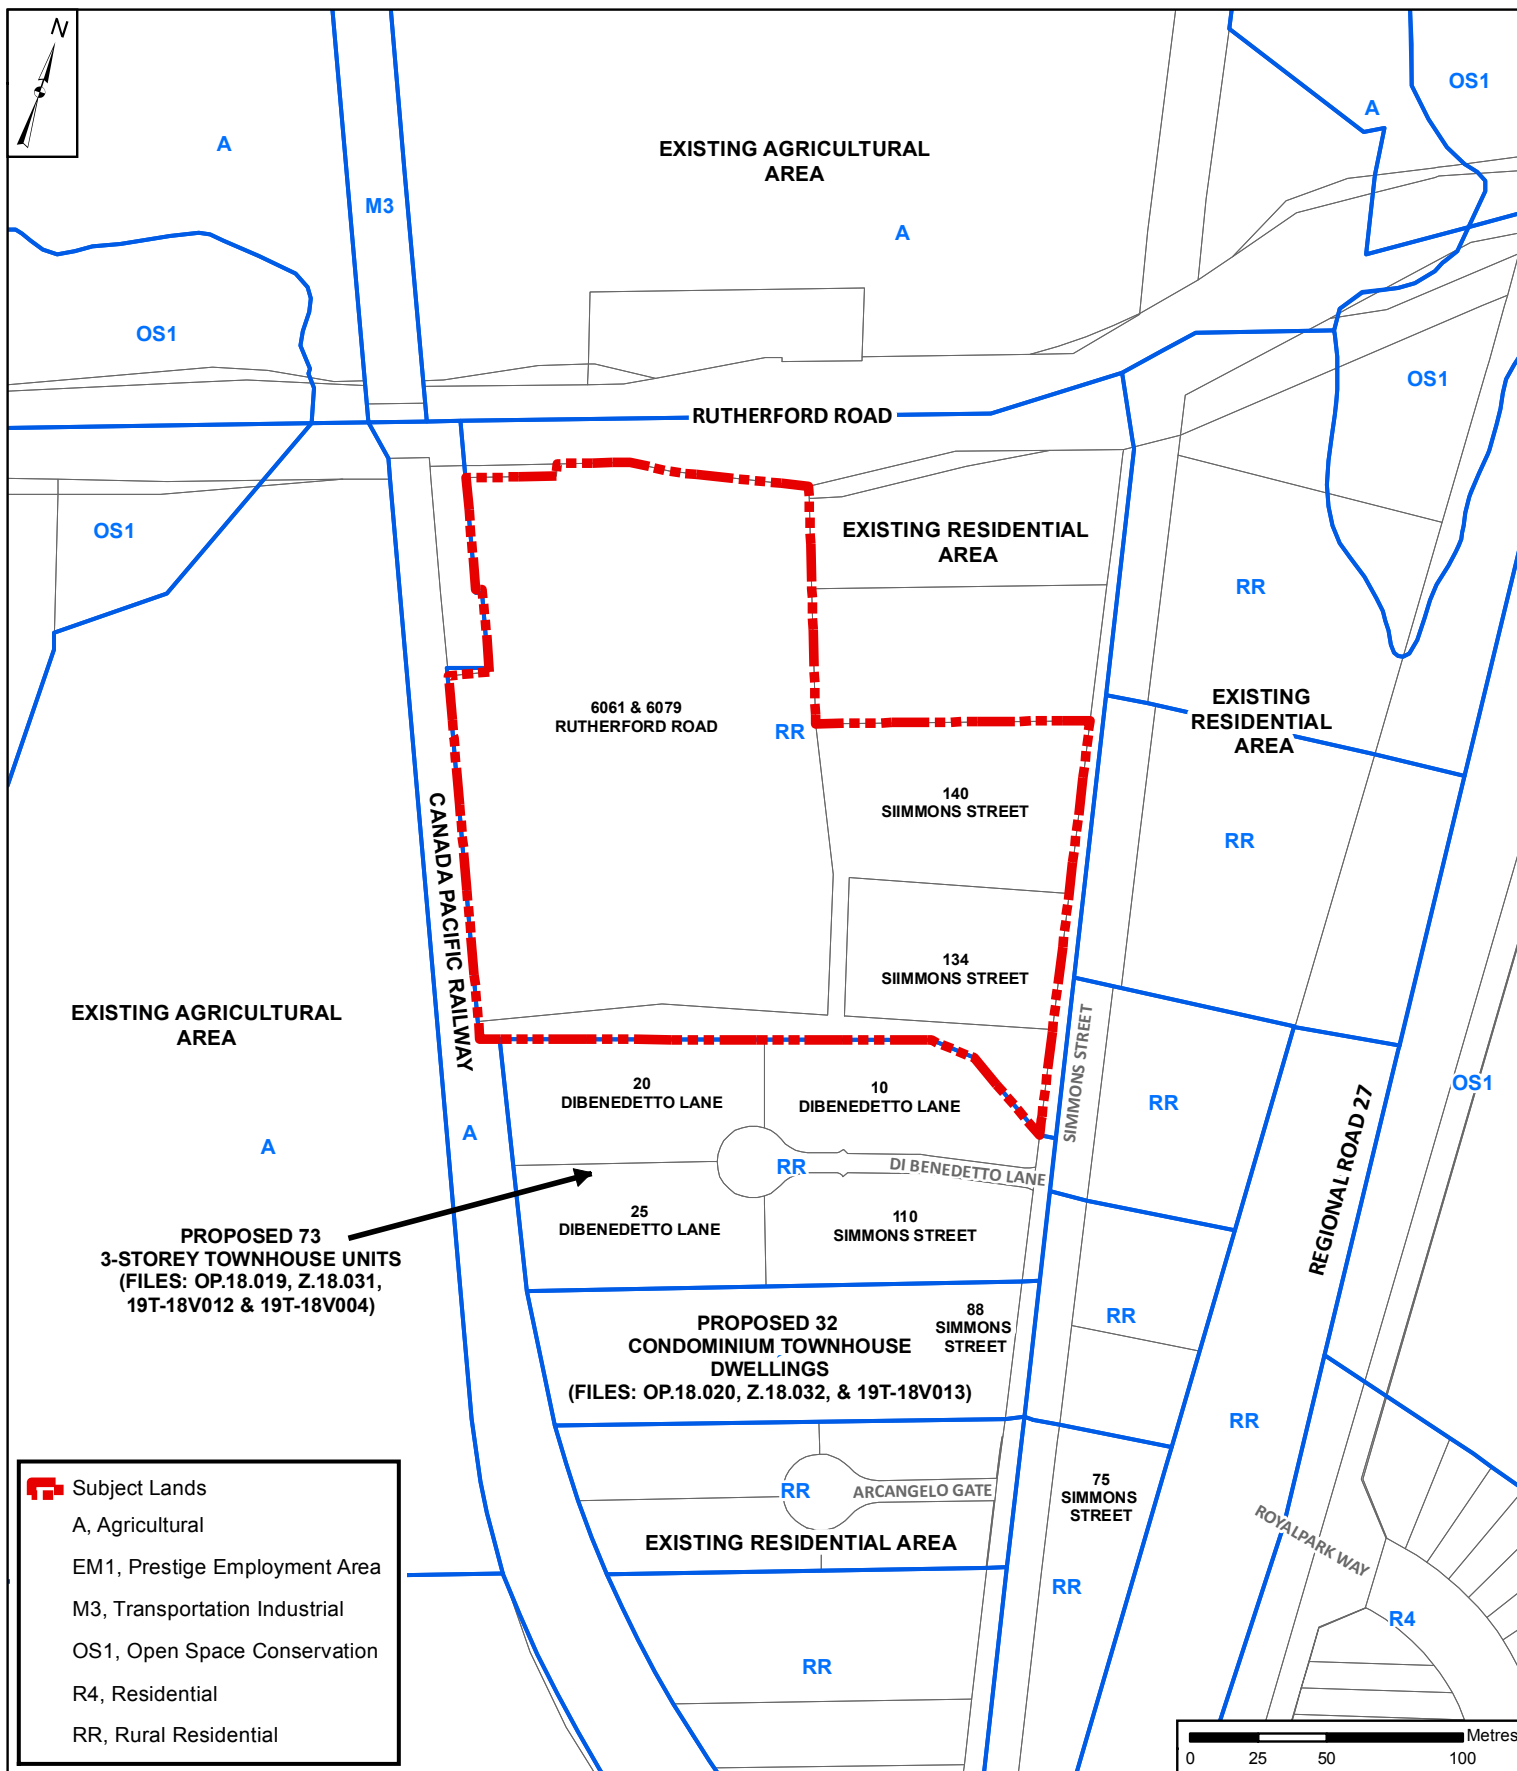 N
OS1
A
A
EXISTING AGRICULTURAL
AREA
M3
A
OS1
OS1
RUTHERFORD ROAD
OS1
EXISTING RESIDENTIAL
AREA
RR
6061 & 6079
RUTHERFORD ROAD
RR
EXISTING
RESIDENTIAL
AREA
140
SIIMMONS STREET
RR
CANADA PACIFIC RAILWAY
134
SIIMMONS STREET
EXISTING AGRICULTURAL
AREA
SIMMONS STREET
20
DIBENEDETTO LANE
10
DIBENEDETTO LANE
RR
OS1
REGIONAL ROAD 27
A
A
RR
DI BENEDETTO LANE
25
DIBENEDETTO LANE
110
SIMMONS STREET
PROPOSED 73
3-STOREY TOWNHOUSE UNITS
(FILES: OP.18.019, Z.18.031,
19T-18V012 & 19T-18V004)
88
SIMMONS
STREET
RR
PROPOSED 32
CONDOMINIUM TOWNHOUSE
DWELLINGS
(FILES: OP.18.020, Z.18.032, & 19T-18V013)
RR
RR
ARCANGELO GATE
75
SIMMONS
STREET
EXISTING RESIDENTIAL AREA
ROYALPARK WAY
RR
R4
RR
Subject Lands
A, Agricultural
EM1, Prestige Employment Area
M3, Transportation Industrial
OS1, Open Space Conservation
R4, Residential
RR, Rural Residential
Metres
0 25 50 100